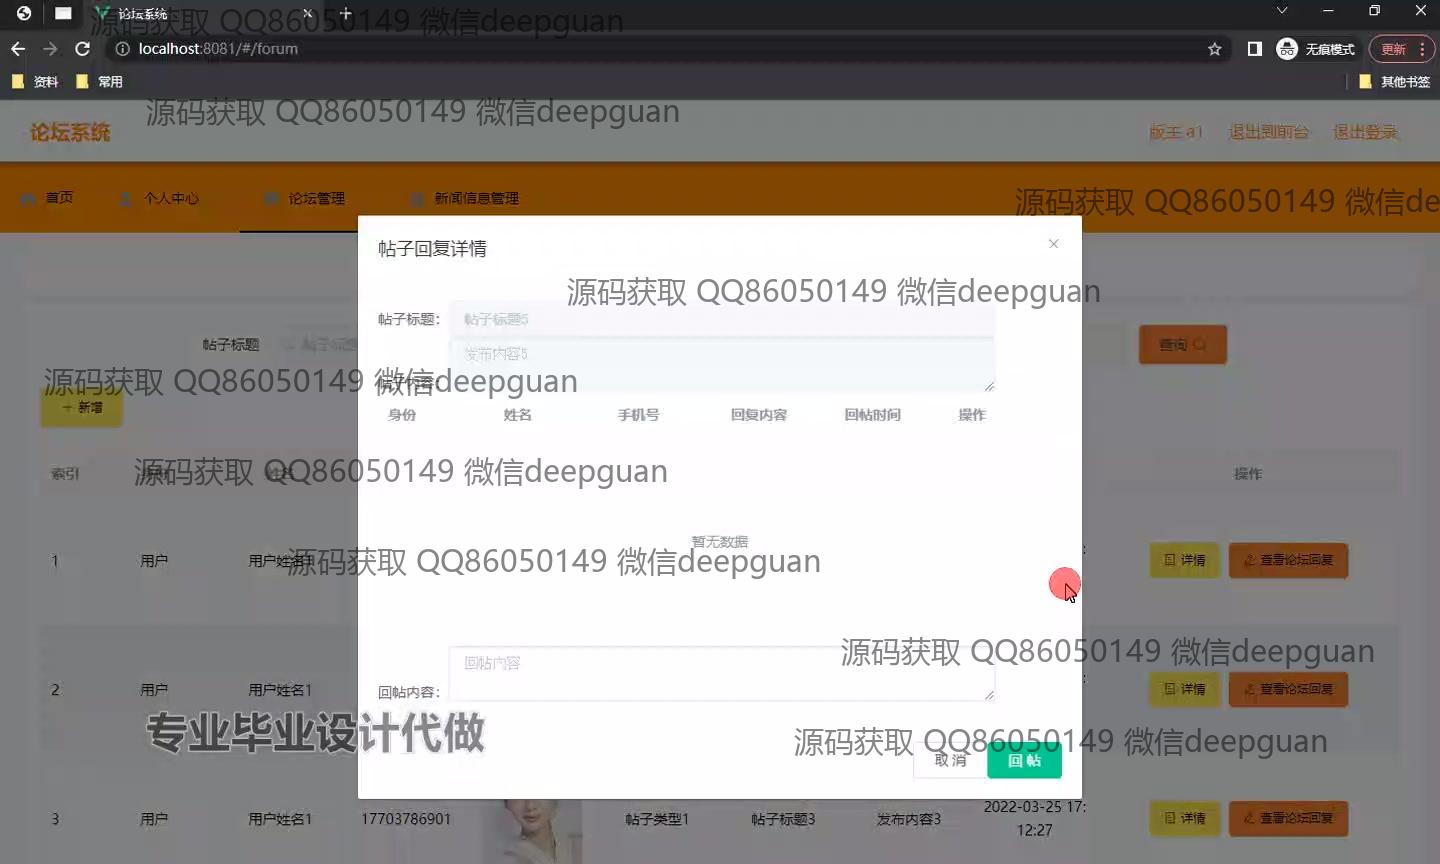 论坛系统
源码获取 QQ86050149 微信deepguan
localhost:8081/#/forum
无痕模式
更新
资料
常用
其他书签
源码获取 QQ86050149 微信deepguan
论坛系统
版主 a1
退出到前台
退出登录
首页
个人中心
论坛管理
新闻信息管理
源码获取 QQ86050149 微信de
帖子回复详情
源码获取 QQ86050149 微信deepguan
帖子标题：
帖子标题5
发布内容5
帖子标题
帖子标题
查询
源码获取 QQ86050149 微信deepguan
帖子内容：
+ 新增
身份 姓名 手机号 回复内容 回帖时间 操作
索引
姓名
操作
源码获取 QQ86050149 微信deepguan
暂无数据
1 用户 用户姓名1
详情 查看论坛回复
源码获取 QQ86050149 微信deepguan
源码获取 QQ86050149 微信deepguan
回帖内容
回帖内容：
2 用户 用户姓名1
详情 查看论坛回复
专业毕业设计代做
源码获取 QQ86050149 微信deepguan
取 消
回 帖
3 用户 用户姓名1 17703786901 帖子类型1 帖子标题3 发布内容3 2022-03-25 17:
12:27
详情 查看论坛回复